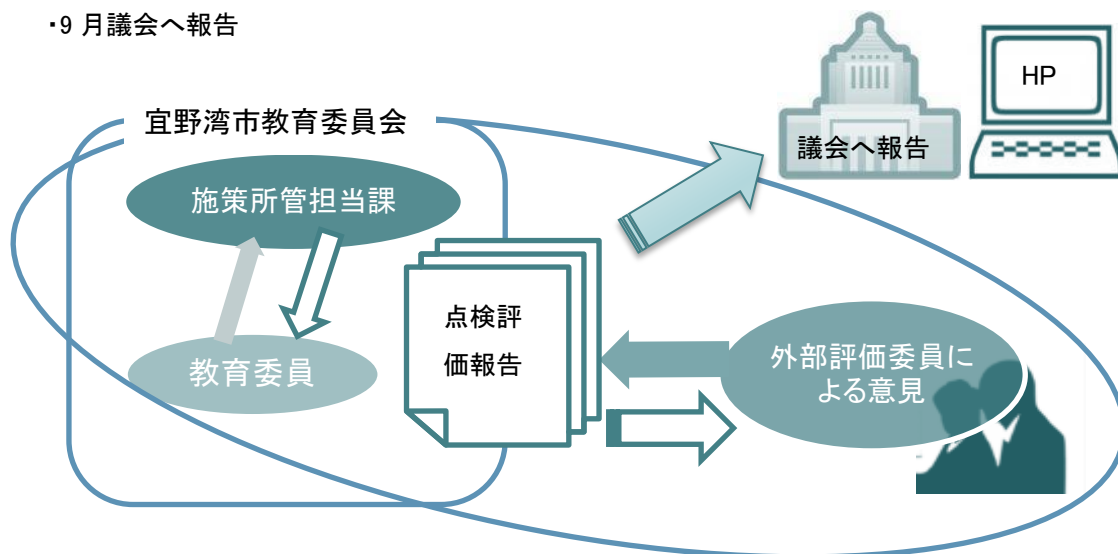 ・9 月議会へ報告
HP
議会へ報告
宜野湾市教育委員会
施策所管担当課
点検評
価報告
教育委員
外部評価委員に
よる意見